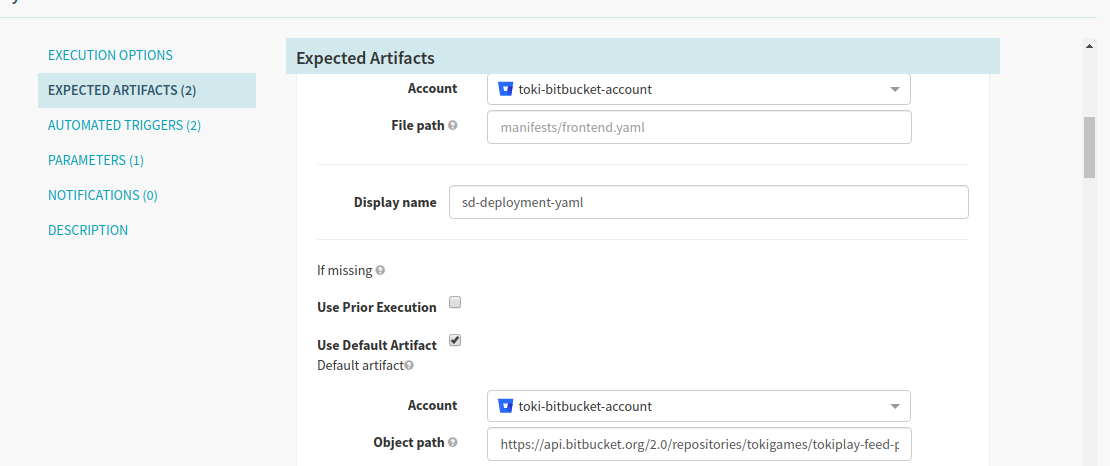 EXECUTION OPTIONS
EXPECTED ARTIFACTS (2)
AUTOMATED TRIGGERS (2)
PARAMETERS (1)
NOTIFICATIONS (0)
DESCRIPTION
Expected Artifacts
Account toki-bitbucket-account
File path manifests/frontend.yaml
Display name sd-deployment-yaml
If missing
Use Prior Execution
Use Default Artifact
Default artifact
Account toki-bitbucket-account
Object path https://api.bitbucket.org/2.0/repositories/tokigames/tokiplay-feed-p